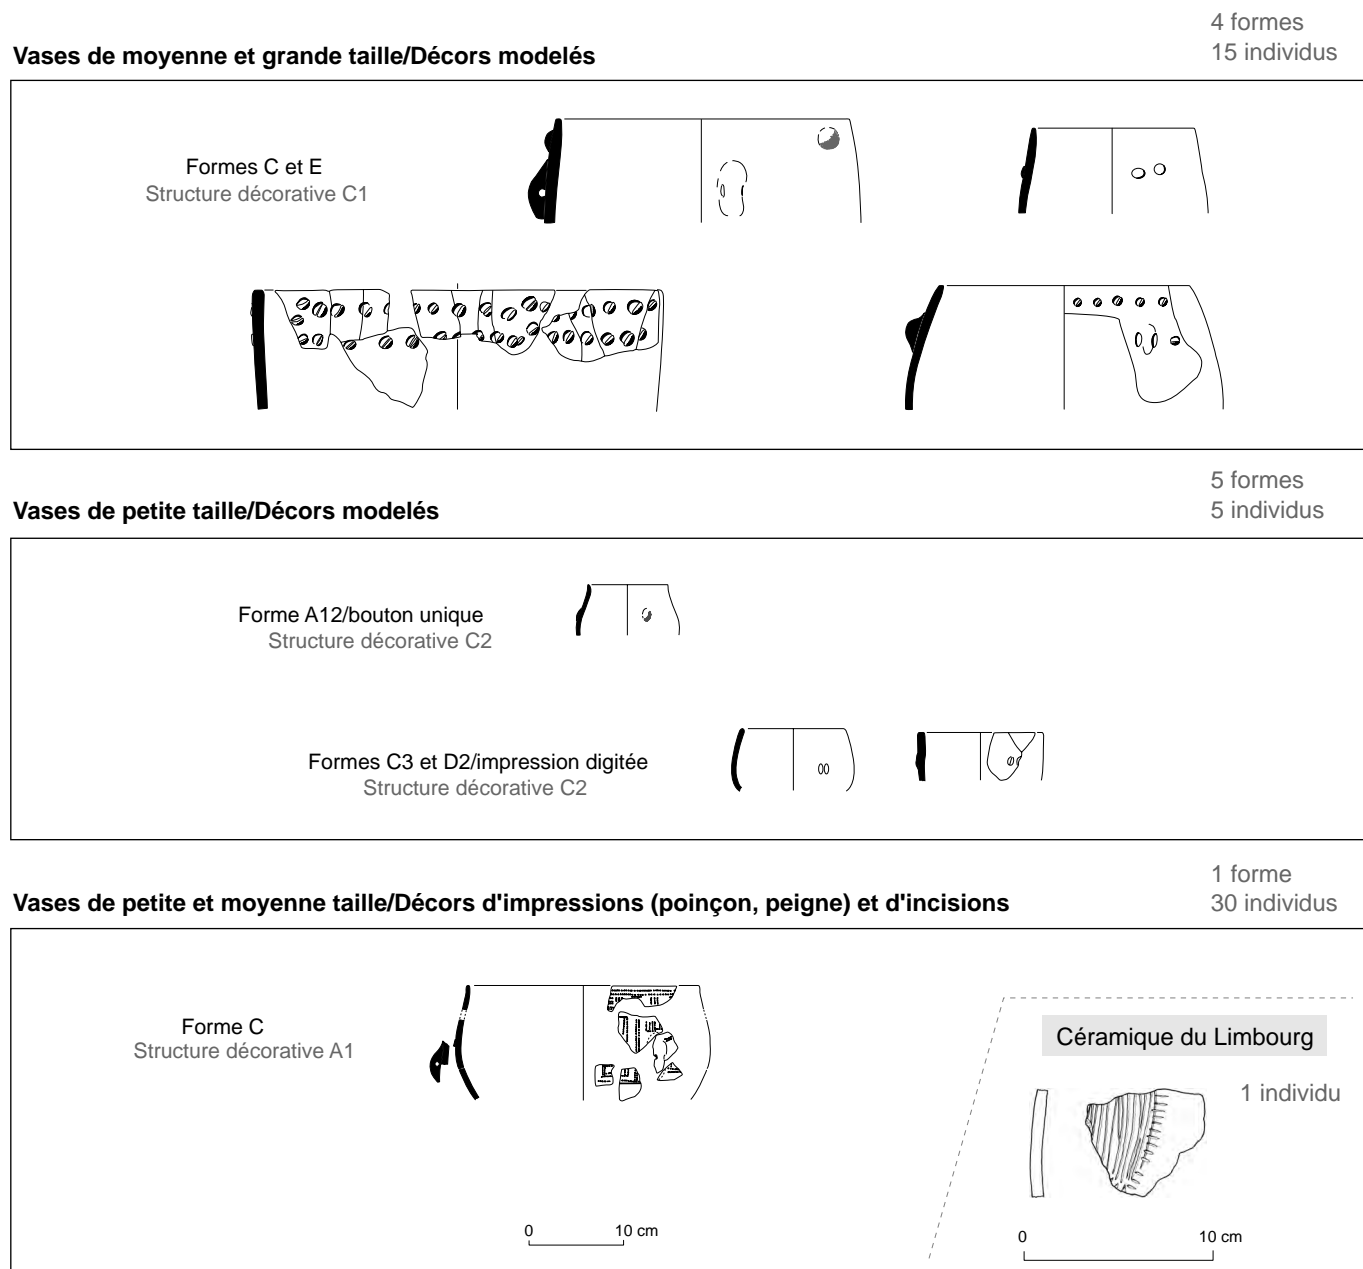 4 formes
15 individus
Vases de moyenne et grande taille/Décors modelés
Formes C et E
Structure décorative C1
5 formes
5 individus
Vases de petite taille/Décors modelés
Forme A12/bouton unique
Structure décorative C2
Formes C3 et D2/impression digitée
Structure décorative C2
1 forme
30 individus
Vases de petite et moyenne taille/Décors d'impressions (poinçon, peigne) et d'incisions
Forme C
Structure décorative A1
Céramique du Limbourg
1 individu
0 10 cm
0 10 cm